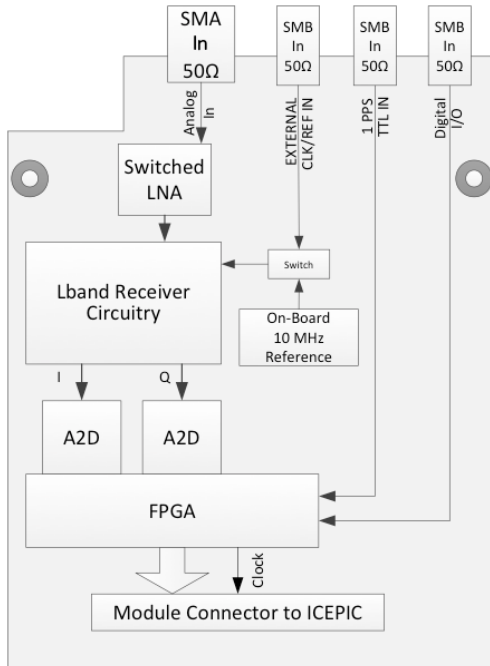 SMA
In
50Ω
SMB
In
50Ω
SMB
In
50Ω
SMB
In
50Ω
Analog
In
EXTERNAL
CLK/REF IN
1 PPS
TTL IN
Digital
I/O
Switched
LNA
Lband Receiver
Circuitry
Switch
On-Board
10 MHz
Reference
I
Q
A2D
A2D
FPGA
Clock
Module Connector to ICEPIC